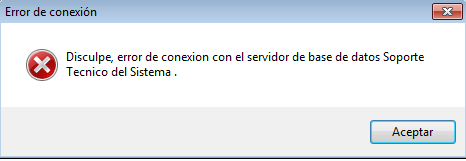 Error de conexión
Disculpe, error de conexion con el servidor de base de datos Soporte
Tecnico del Sistema .
Aceptar